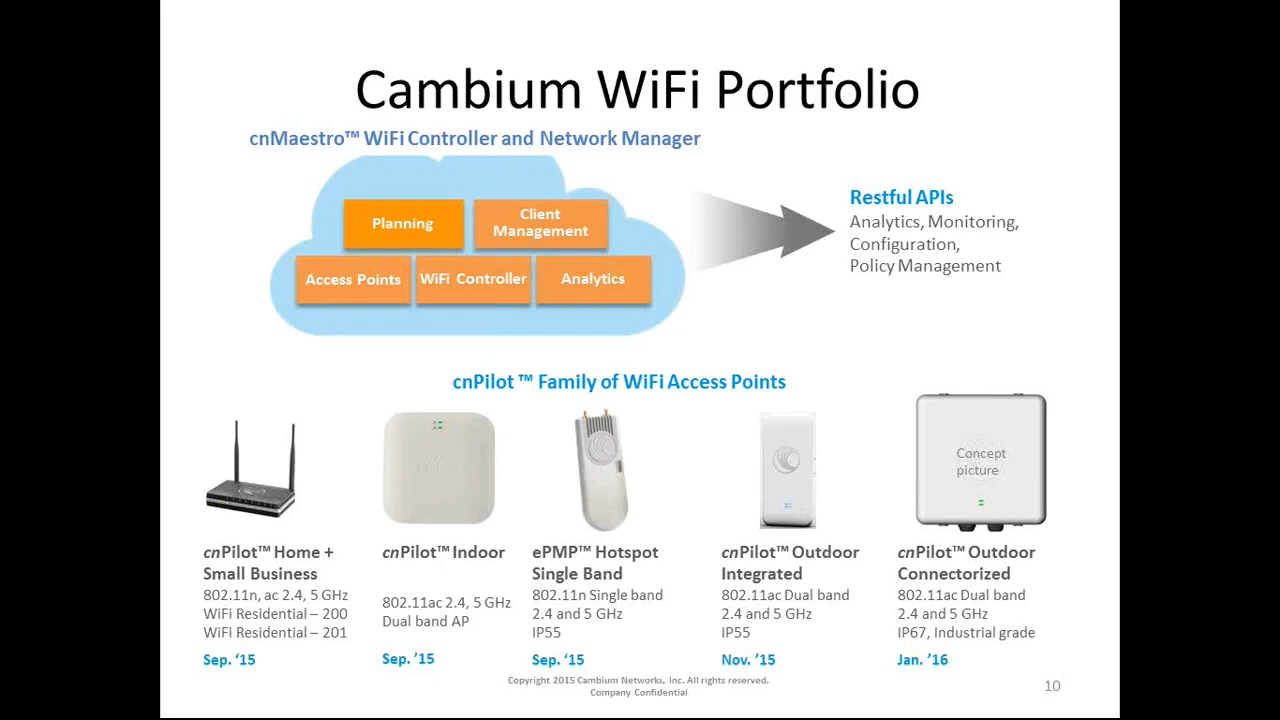 Cambium WiFi Portfolio
cnMaestro™ WiFi Controller and Network Manager
Planning
Client
Management
Access Points
WiFi Controller
Analytics
Restful APIs
Analytics, Monitoring,
Configuration,
Policy Management
cnPilot ™ Family of WiFi Access Points
Concept
picture
cnPilot™ Home +
Small Business
802.11n, ac 2.4, 5 GHz
WiFi Residential – 200
WiFi Residential – 201
Sep. ‘15
cnPilot™ Indoor
802.11ac 2.4, 5 GHz
Dual band AP
Sep. ’15
ePMP™ Hotspot
Single Band
802.11n Single band
2.4 and 5 GHz
IP55
Sep. ‘15
cnPilot™ Outdoor
Integrated
802.11ac Dual band
2.4 and 5 GHz
IP55
Nov. ’15
cnPilot™ Outdoor
Connectorized
802.11ac Dual band
2.4 and 5 GHz
IP67, Industrial grade
Jan. ’16
Copyright 2015 Cambium Networks, Inc. All rights reserved.
Company Confidential
10